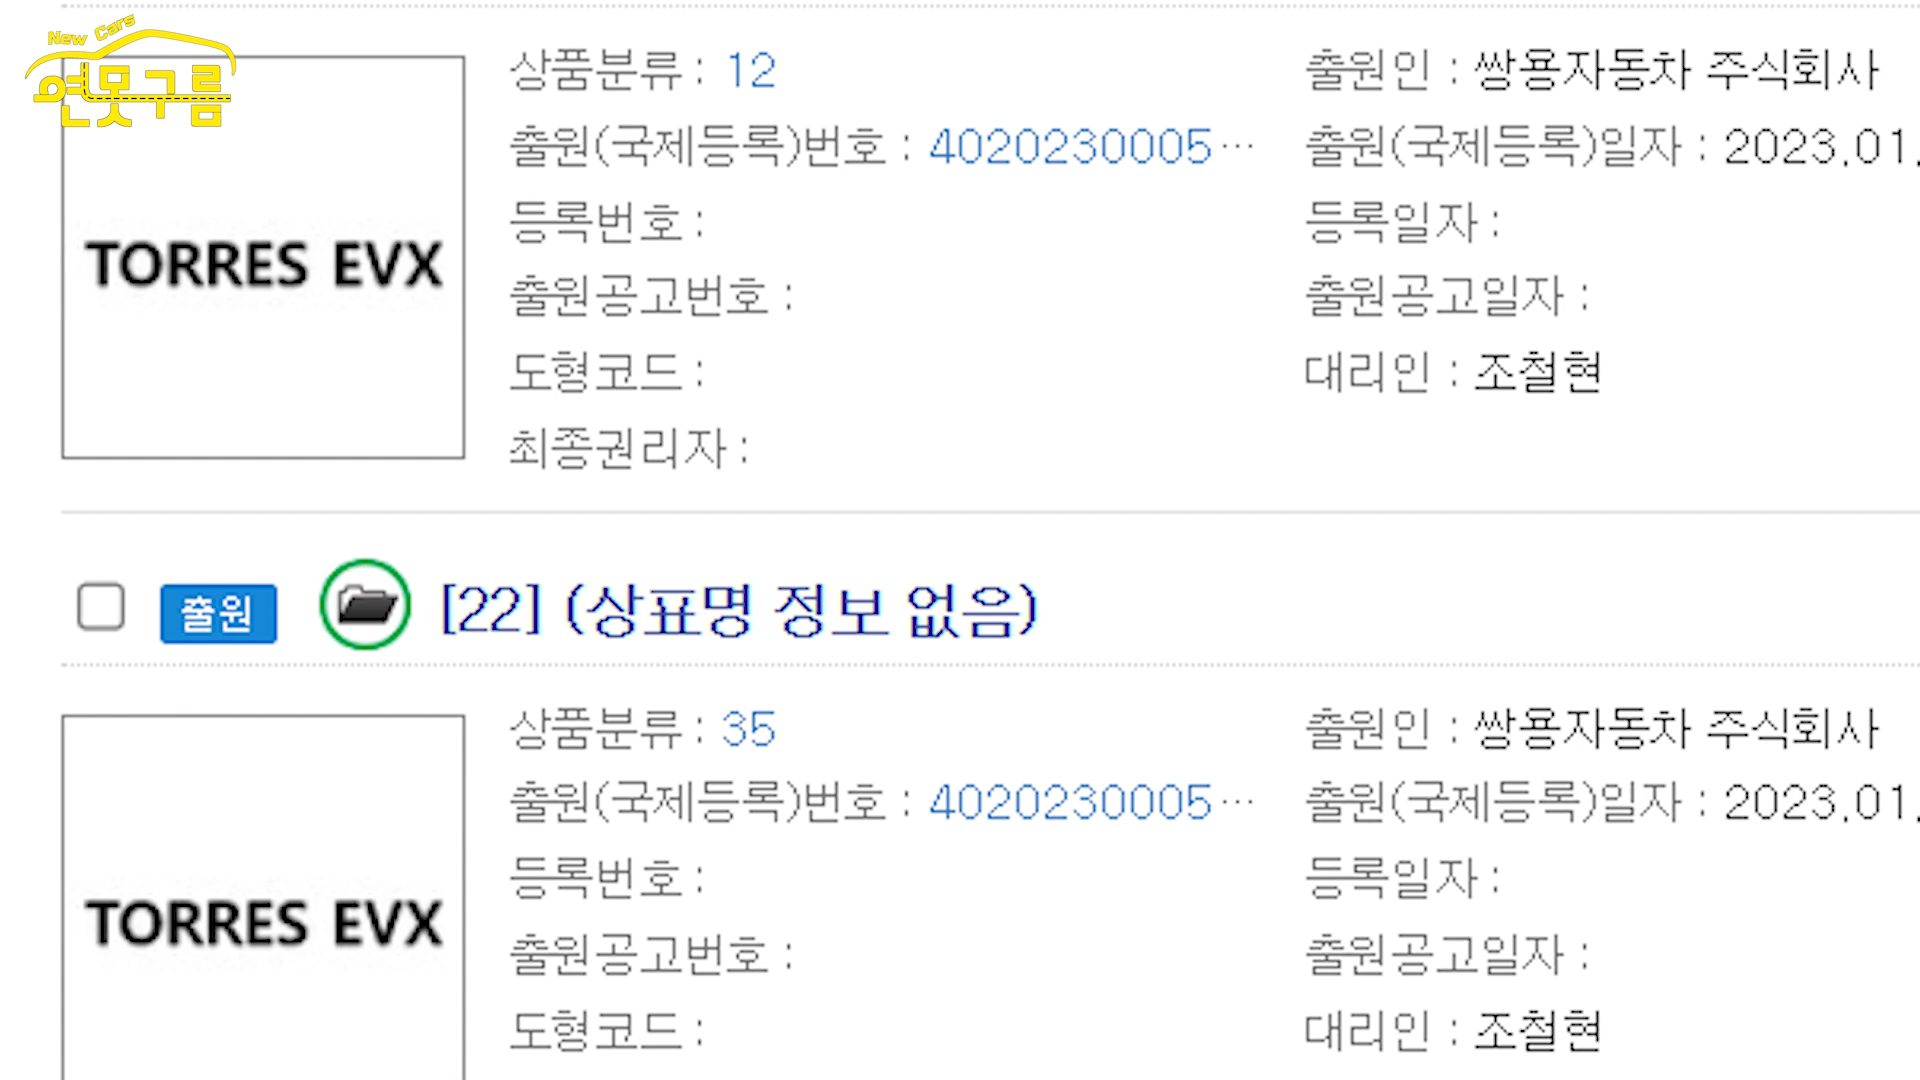 New Cars
연못구름
TORRES EVX
상품분류 : 12
출원인 : 쌍용자동차 주식회사
출원(국제등록)번호 : 4020230005…
출원(국제등록)일자 : 2023.01.
등록번호 :
등록일자 :
출원공고번호 :
출원공고일자 :
도형코드 :
대리인 : 조철현
최종권리자 :
출원 [22] (상표명 정보 없음)
TORRES EVX
상품분류 : 35
출원인 : 쌍용자동차 주식회사
출원(국제등록)번호 : 4020230005…
출원(국제등록)일자 : 2023.01.
등록번호 :
등록일자 :
출원공고번호 :
출원공고일자 :
도형코드 :
대리인 : 조철현